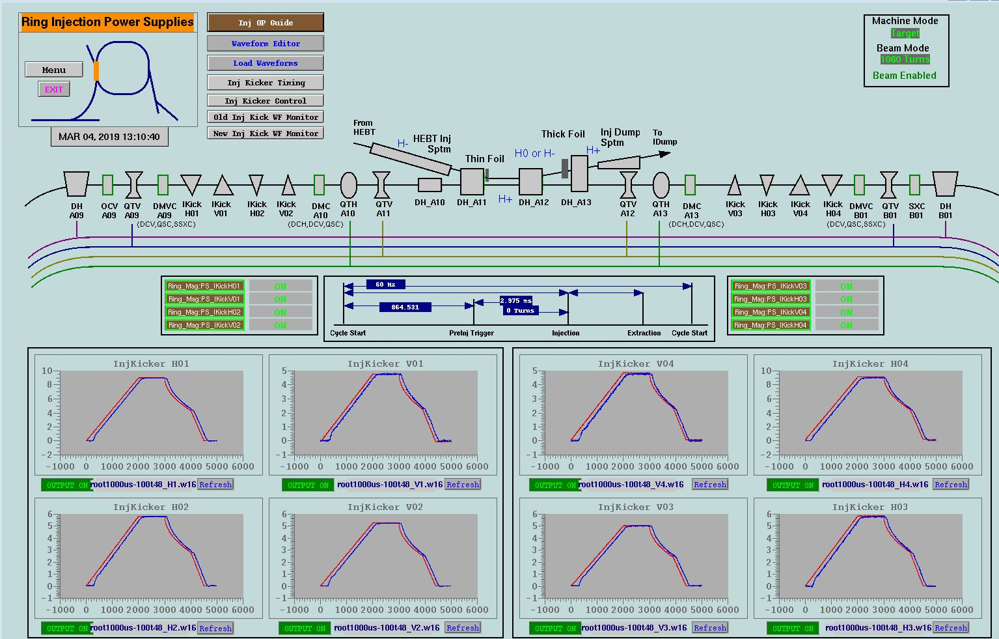 Ring Injection Power Supplies
Menu
EXIT
MAR 04, 2019 13:10:40
Inj OP Guide
Waveform Editor
Load Waveforms
Inj Kicker Timing
Inj Kicker Control
Old Inj Kick WF Monitor
New Inj Kick WF Monitor
Machine Mode
Target
Beam Mode
1060 Turns
Beam Enabled
From
HEBT
H-
HEBT Inj
Sptm
Thin Foil
H+
H0 or H-
Thick Foil
H+
Inj Dump
Sptm
To
IDump
DH
A09
OCV
A09
QTV
A09
DMVC
A09
(DCV,QSC,SSXC)
IKick
H01
IKick
V01
IKick
H02
IKick
V02
DMC
A10
(DCH,DCV,QSC)
QTH
A10
QTV
A11
DH_A10
DH_A11
DH_A12
DH_A13
QTV
A12
QTH
A13
DMC
A13
(DCH,DCV,QSC)
IKick
V03
IKick
H03
IKick
V04
IKick
H04
DMVC
B01
(DCV,QSC,SSXC)
QTV
B01
SXC
B01
DH
B01
Ring_Mag:PS_IKickH01 ON
Ring_Mag:PS_IKickV01 ON
Ring_Mag:PS_IKickH02 ON
Ring_Mag:PS_IKickV02 ON
60 Hz
2.975 ms
864.531
0 Turns
Cycle Start PreInj Trigger Injection Extraction Cycle Start
Ring_Mag:PS_IKickV03 ON
Ring_Mag:PS_IKickH03 ON
Ring_Mag:PS_IKickV04 ON
Ring_Mag:PS_IKickH04 ON
InjKicker H01
10
8
6
4
2
0
-2
-1000 0 1000 2000 3000 4000 5000 6000
OUTPUT ON root1000us-100t48_H1.w16 Refresh
InjKicker V01
5
4
3
2
1
0
-1
-1000 0 1000 2000 3000 4000 5000 6000
OUTPUT ON root1000us-100t48_V1.w16 Refresh
InjKicker V04
5
4
3
2
1
0
-1
-1000 0 1000 2000 3000 4000 5000 6000
OUTPUT ON root1000us-100t48_V4.w16 Refresh
InjKicker H04
10
8
6
4
2
0
-2
-1000 0 1000 2000 3000 4000 5000 6000
OUTPUT ON root1000us-100t48_H4.w16 Refresh
InjKicker H02
6
5
4
3
2
1
0
-1
-1000 0 1000 2000 3000 4000 5000 6000
OUTPUT ON root1000us-100t48_H2.w16 Refresh
InjKicker V02
6
5
4
3
2
1
0
-1
-1000 0 1000 2000 3000 4000 5000 6000
OUTPUT ON root1000us-100t48_V2.w16 Refresh
InjKicker V03
6
5
4
3
2
1
0
-1
-1000 0 1000 2000 3000 4000 5000 6000
OUTPUT ON root1000us-100t48_V3.w16 Refresh
InjKicker H03
6
5
4
3
2
1
0
-1
-1000 0 1000 2000 3000 4000 5000 6000
OUTPUT ON root1000us-100t48_H3.w16 Refresh